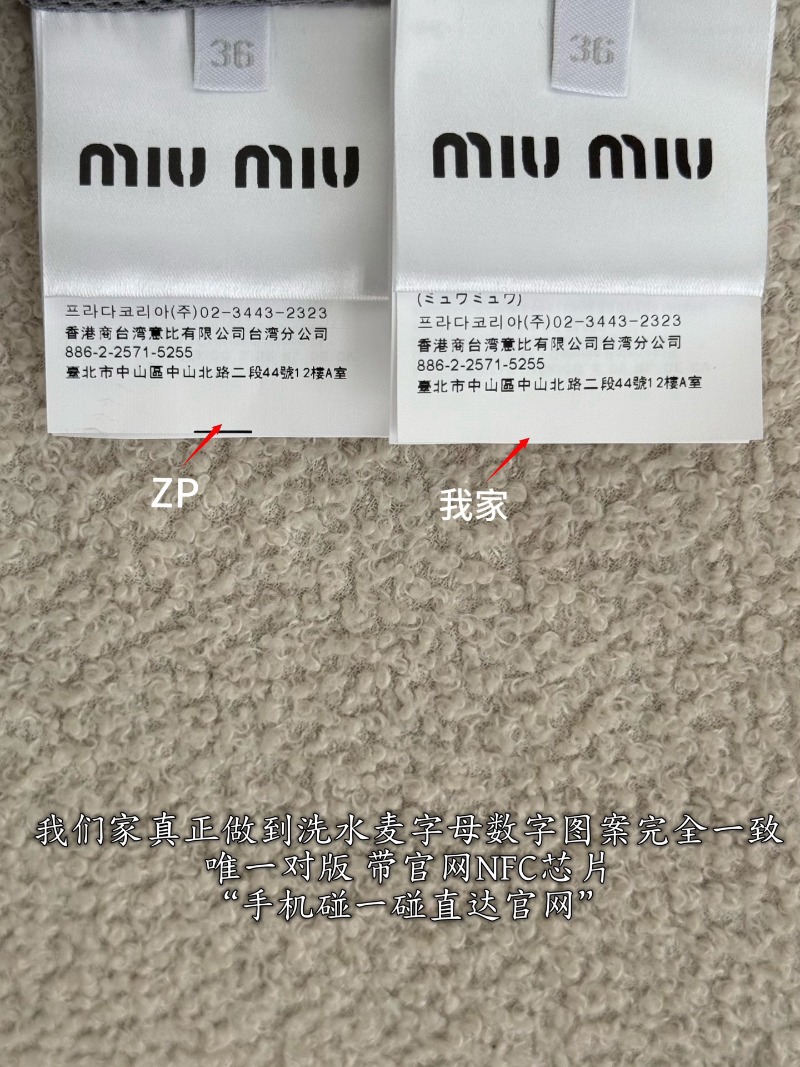 36
miu miu
프라다코리아(주)02-3443-2323
香港商台湾意比有限公司台湾分公司
886-2-2571-5255
臺北市中山區中山北路二段44號12樓A室
ZP
36
miu miu
(ミュウミュウ)
프라다코리아(주)02-3443-2323
香港商台湾意比有限公司台湾分公司
886-2-2571-5255
臺北市中山區中山北路二段44號12樓A室
我家
我们家真正做到洗水麦字母数字图案完全一致
唯一对版 带官网NFC芯片
“手机碰一碰直达官网”